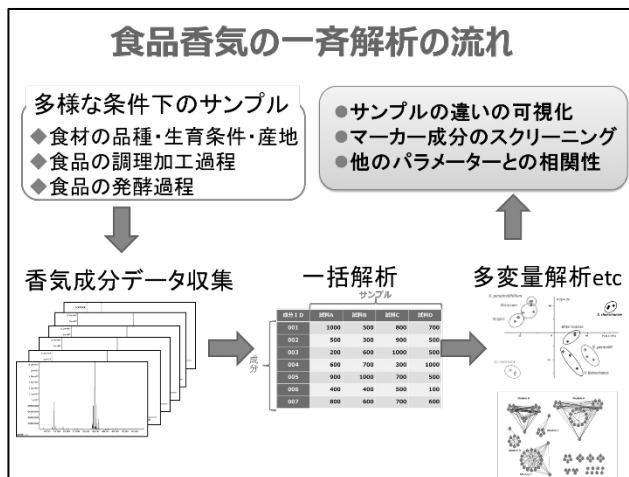 食品香気の一斉解析の流れ
多様な条件下のサンプル
◆食材の品種・生育条件・産地
◆食品の調理加工過程
◆食品の発酵過程
●サンプルの違いの可視化
●マーカー成分のスクリーニング
●他のパラメーターとの相関性
香気成分データ収集
一括解析
多変量解析etc
サンプル
成分
成分ID 試料A 試料B 試料C 試料D
001 1000 500 800 700
002 500 300 900 500
003 200 600 1000 500
004 600 700 300 1000
005 900 1000 700 500
006 400 400 500 100
007 800 600 700 600